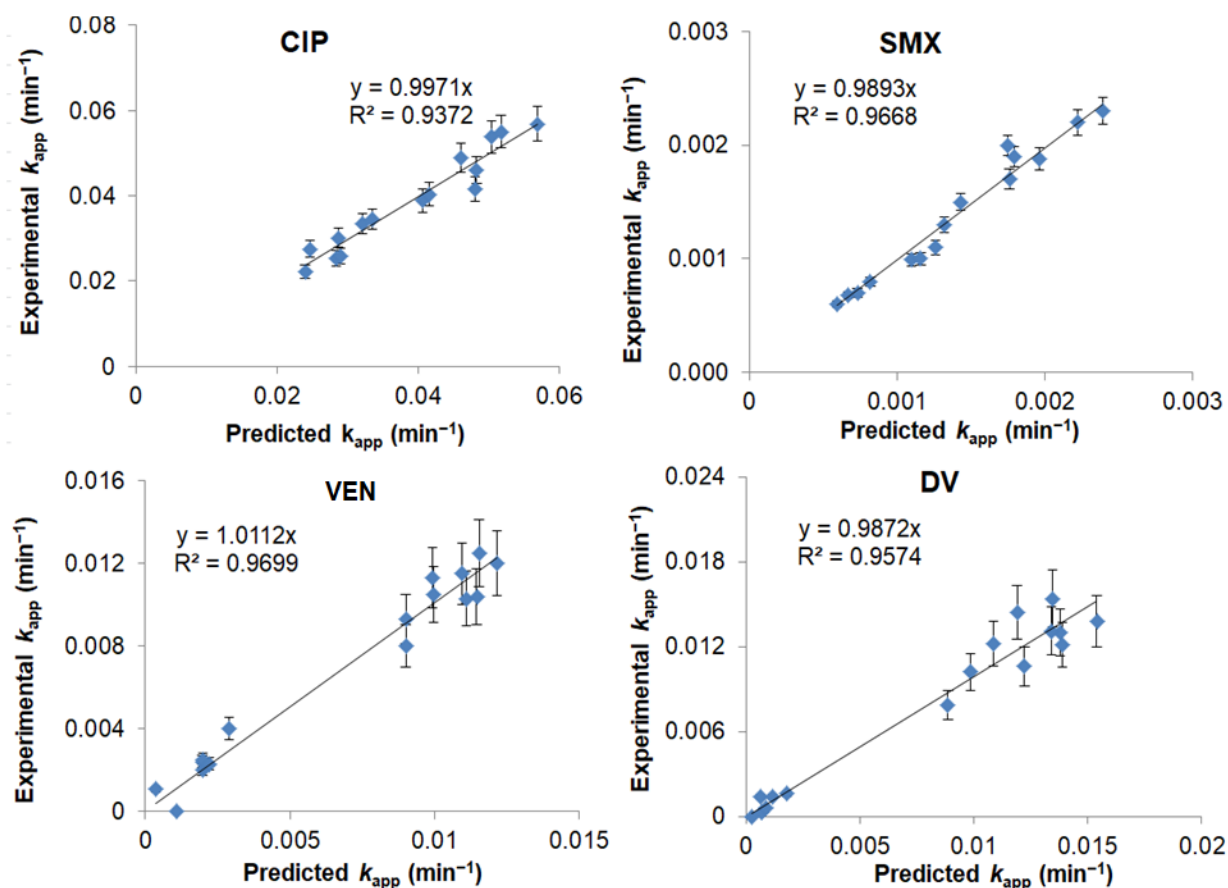 CIP
y = 0.9971x
R² = 0.9372
Experimental kapp (min⁻¹)
0.08
0.06
0.04
0.02
0
0 0.02 0.04 0.06
Predicted kapp (min⁻¹)
SMX
y = 0.9893x
R² = 0.9668
Experimental kapp (min⁻¹)
0.003
0.002
0.001
0.000
0 0.001 0.002 0.003
Predicted kapp (min⁻¹)
VEN
y = 1.0112x
R² = 0.9699
Experimental kapp (min⁻¹)
0.016
0.012
0.008
0.004
0
0 0.005 0.01 0.015
Predicted kapp (min⁻¹)
DV
y = 0.9872x
R² = 0.9574
Experimental kapp (min⁻¹)
0.024
0.018
0.012
0.006
0
0 0.005 0.01 0.015 0.02
Predicted kapp (min⁻¹)